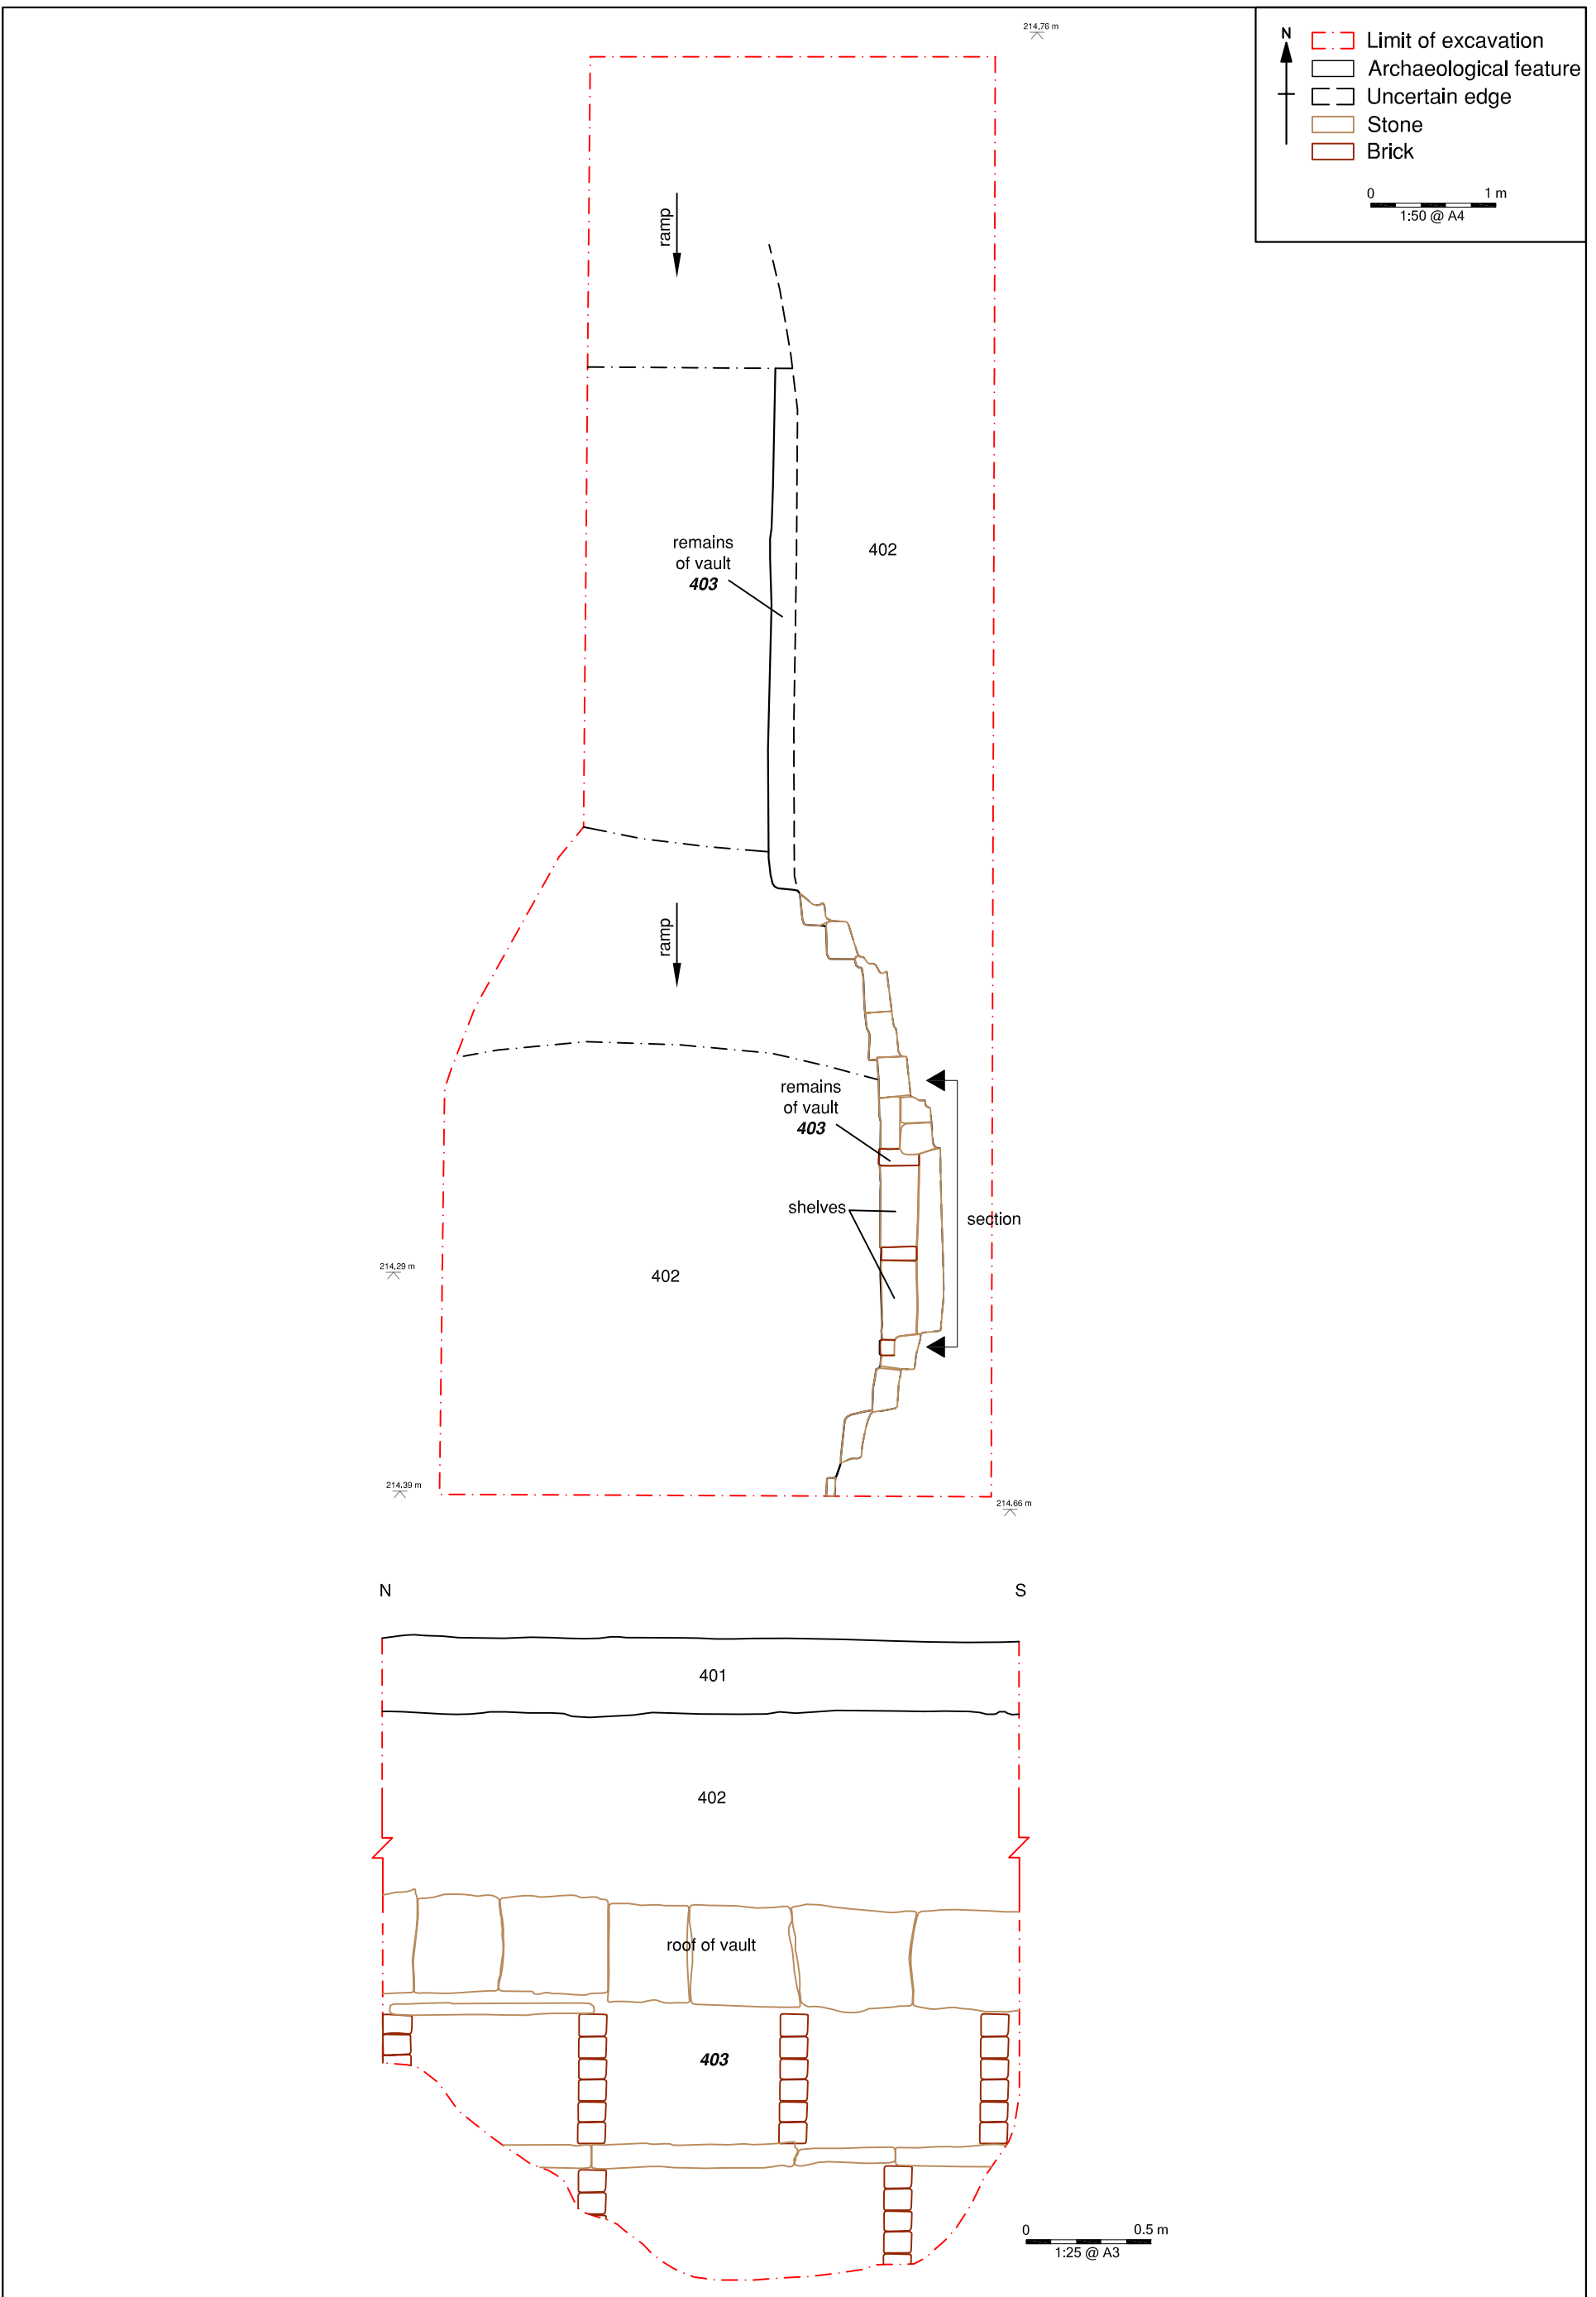 214.76 m
N
Limit of excavation
Archaeological feature
Uncertain edge
Stone
Brick
0 1 m
1:50 @ A4
ramp
remains
of vault
403
402
ramp
remains
of vault
403
shelves
section
214.29 m
402
214.39 m
214.66 m
N S
401
402
roof of vault
403
0 0.5 m
1:25 @ A3